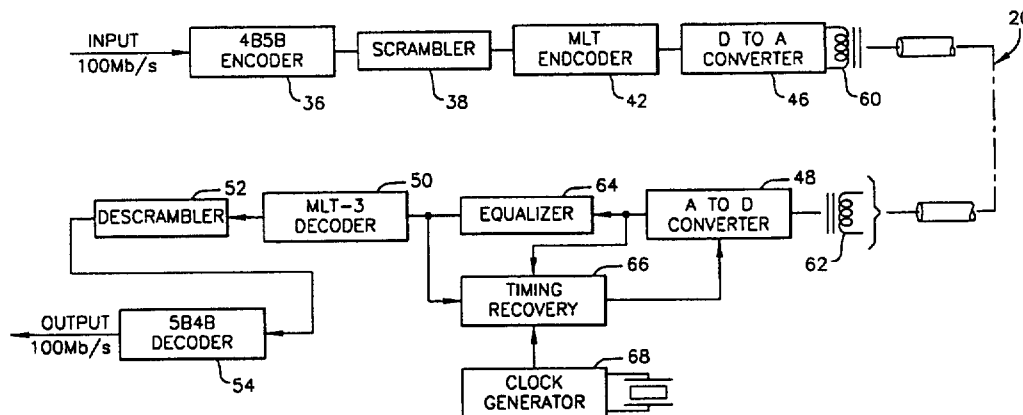 INPUT
100Mb/s
4B5B
ENCODER
36
SCRAMBLER
38
MLT
ENDCODER
42
D TO A
CONVERTER
46
60
20
52
DESCRAMBLER
50
MLT-3
DECODER
64
EQUALIZER
48
A TO D
CONVERTER
62
66
TIMING
RECOVERY
OUTPUT
100Mb/s
5B4B
DECODER
54
68
CLOCK
GENERATOR